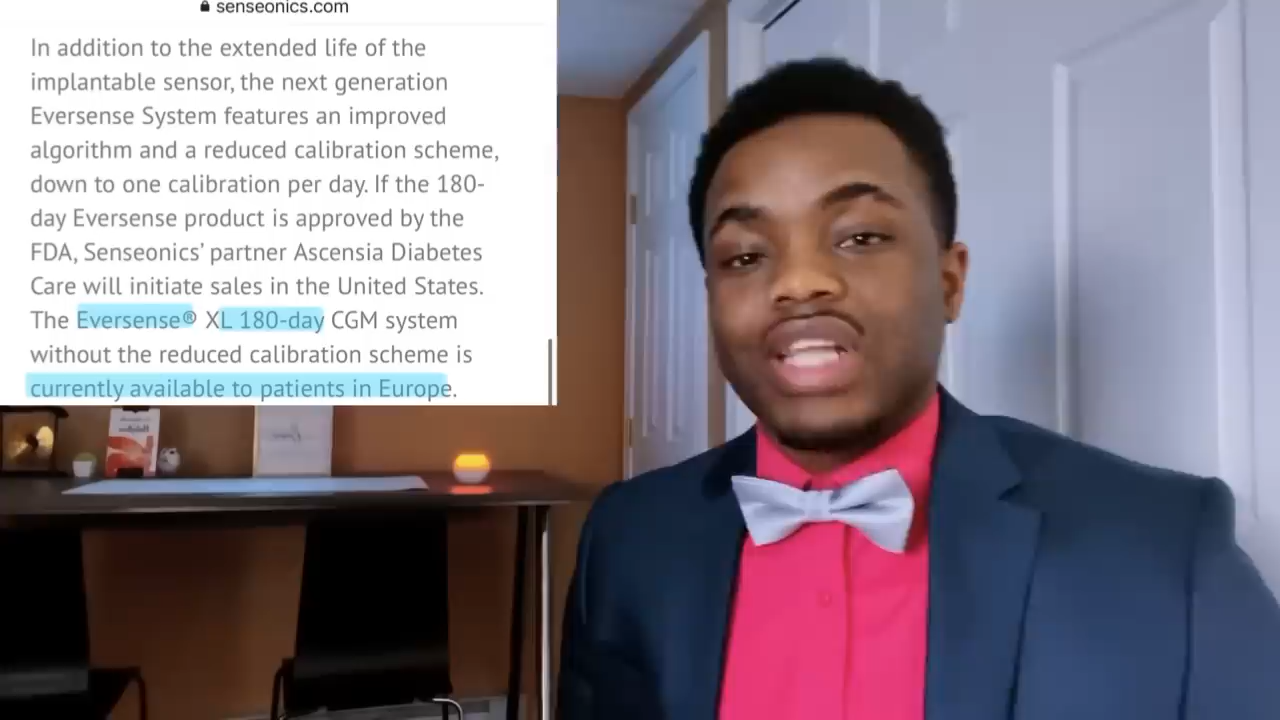 senseonics.com
In addition to the extended life of the
implantable sensor, the next generation
Eversense System features an improved
algorithm and a reduced calibration scheme,
down to one calibration per day. If the 180-
day Eversense product is approved by the
FDA, Senseonics’ partner Ascensia Diabetes
Care will initiate sales in the United States.
The Eversense® XL 180-day CGM system
without the reduced calibration scheme is
currently available to patients in Europe.